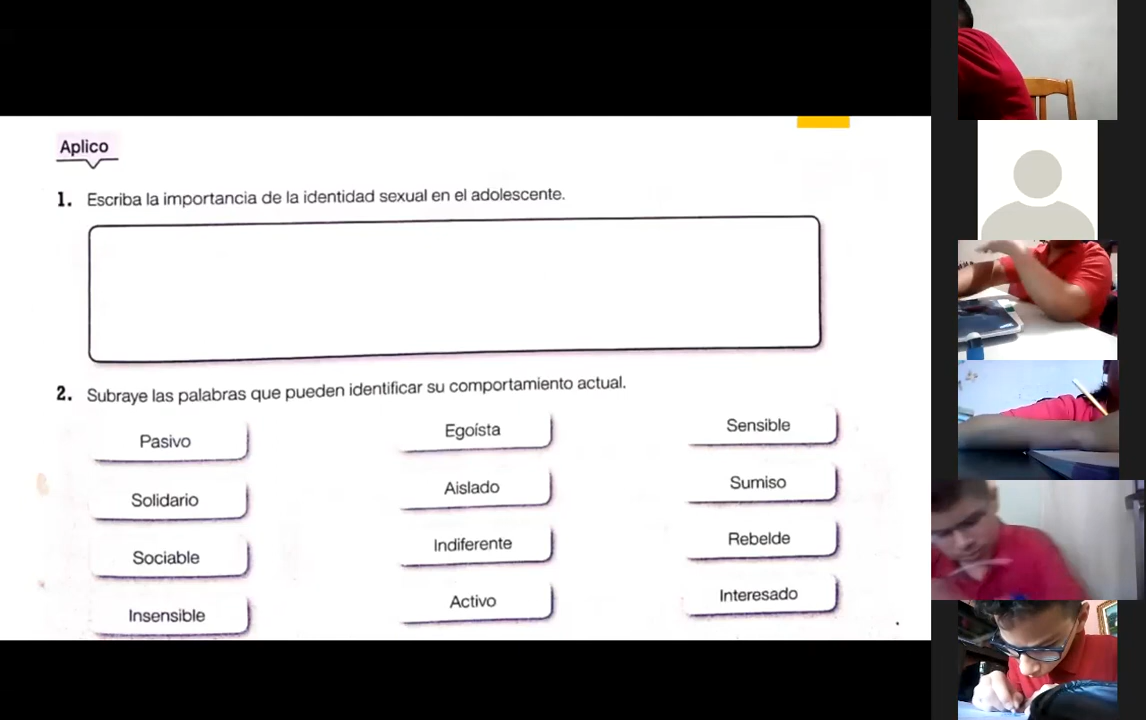 Aplico
1. Escriba la importancia de la identidad sexual en el adolescente.
2. Subraye las palabras que pueden identificar su comportamiento actual.
Pasivo Egoísta Sensible
Solidario Aislado Sumiso
Sociable Indiferente Rebelde
Insensible Activo Interesado